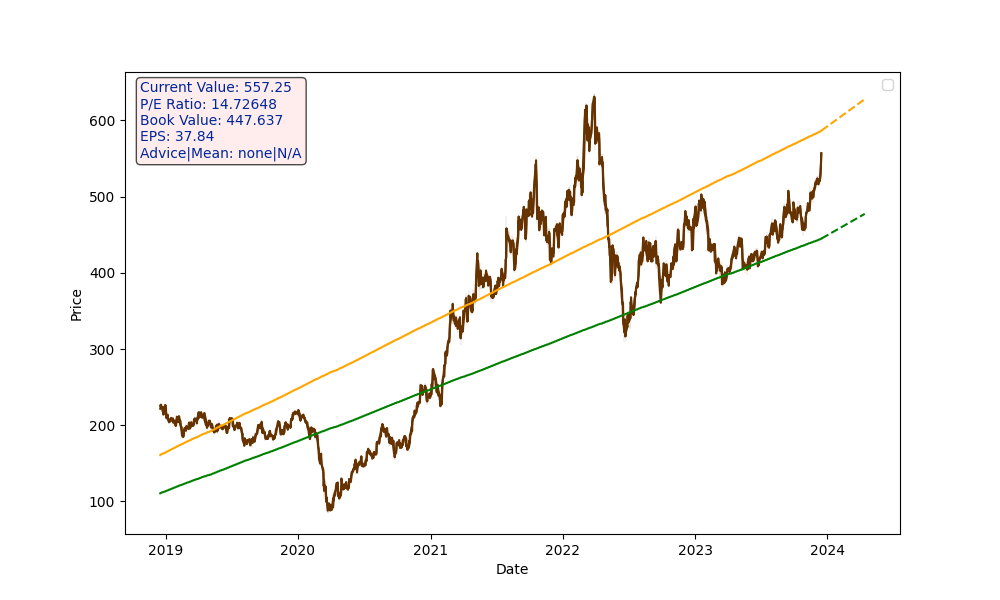 Current Value: 557.25
P/E Ratio: 14.72648
Book Value: 447.637
EPS: 37.84
Advice|Mean: none|N/A
600
500
400
300
200
100
Price
2019 2020 2021 2022 2023 2024
Date